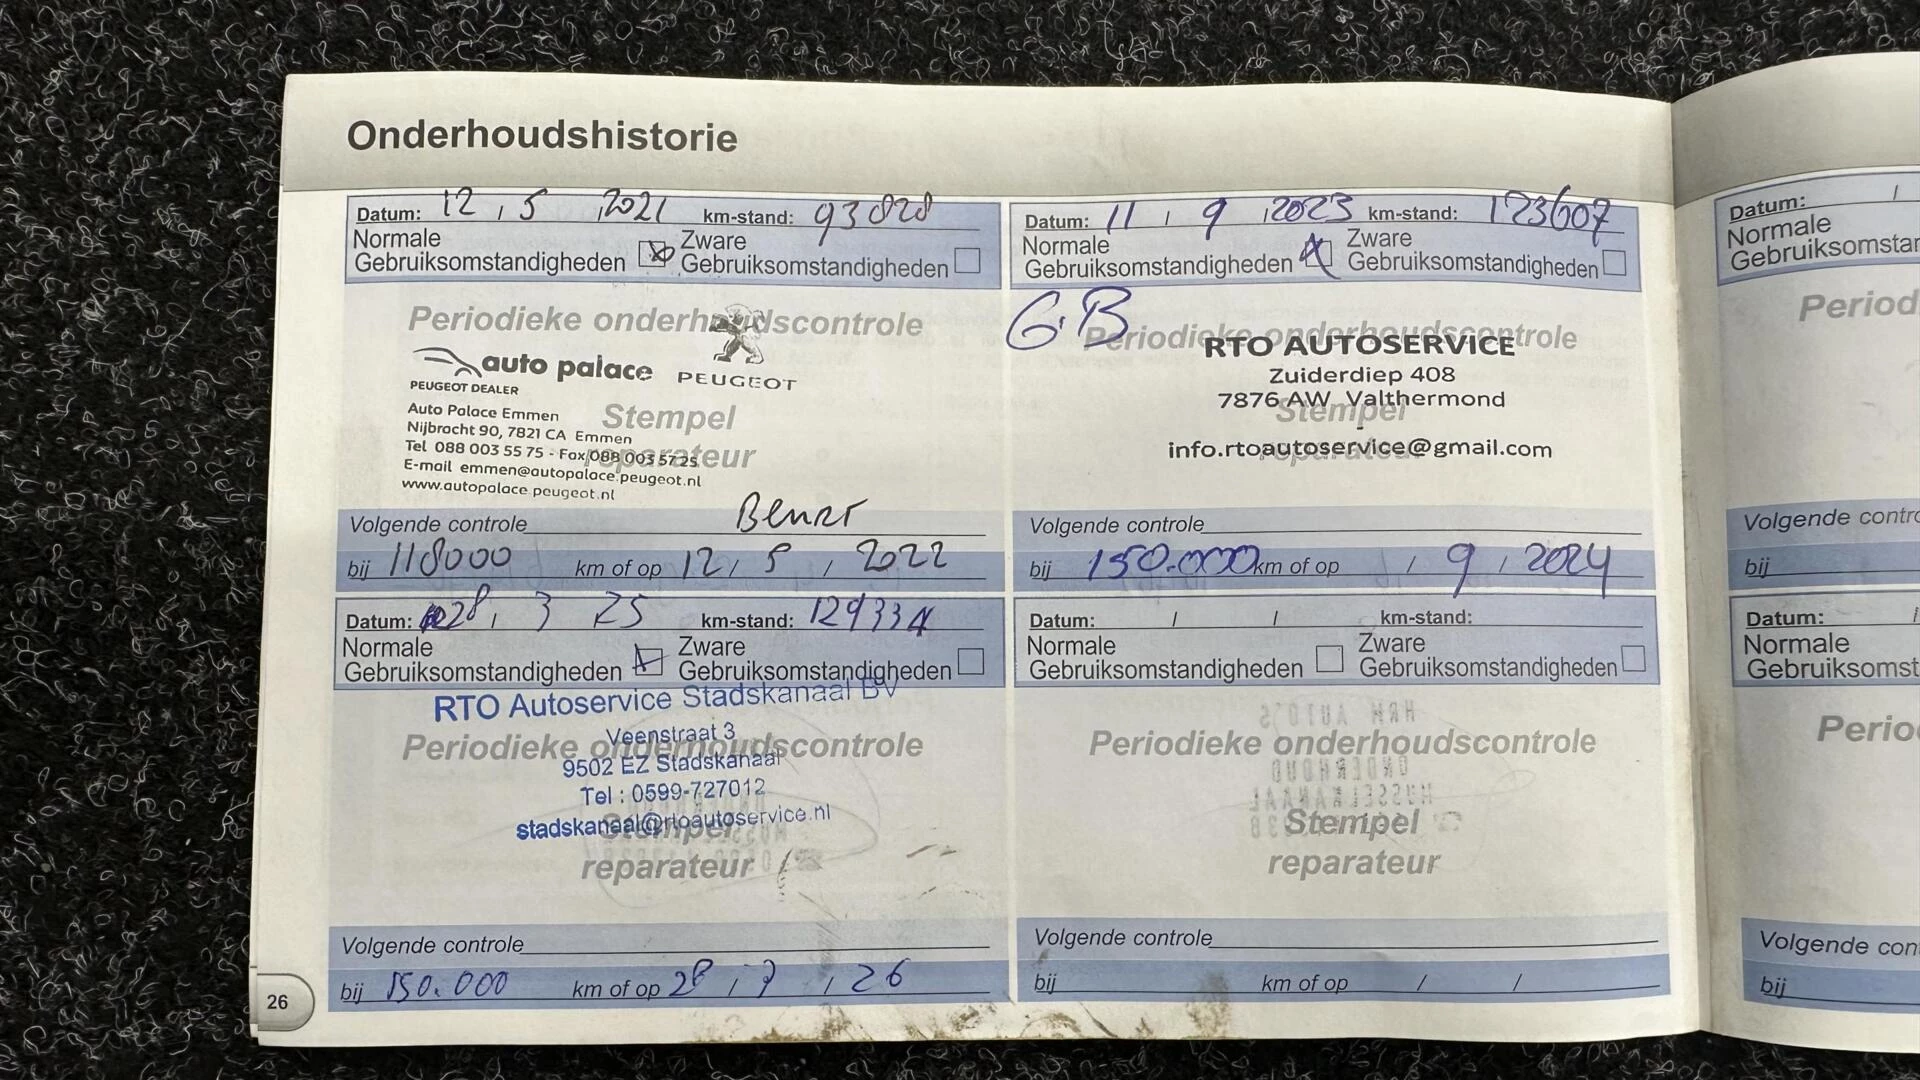 Onderhoudshistorie
Datum: 12 / 5 / 2021 km-stand: 93828
Normale Gebruiksomstandigheden Zware Gebruiksomstandigheden
Periodieke onderhoudscontrole
auto palace PEUGEOT
PEUGEOT DEALER
Auto Palace Emmen
Stempel
Nijbracht 90, 7821 CA Emmen
Tel 088 003 55 75 - Fax 088 003 57 25
reparateur
E-mail emmen@autopalace.peugeot.nl
www.autopalace.peugeot.nl
Volgende controle
bij 118000 km of op 12 / 5 / 2022
Datum: 11 / 9 / 2023 km-stand: 123607
Normale Gebruiksomstandigheden Zware Gebruiksomstandigheden
G.B
Periodieke onderhoudscontrole
RTO AUTOSERVICE
Zuiderdiep 408
7876 AW Valthermond
Stempel
reparateur
info.rtoautoservice@gmail.com
Volgende controle
bij 150.000 km of op / 9 / 2024
Datum: 28 / 3 25 km-stand: 129334
Normale Gebruiksomstandigheden Zware Gebruiksomstandigheden
RTO Autoservice Stadskanaal BV
Veenstraat 3
Periodieke onderhoudscontrole
9502 EZ Stadskanaal
Tel : 0599-727012
stadskanaal@rtoautoservice.nl
Stempel
reparateur
Volgende controle
bij 150.000 km of op 28 / 3 / 26
Datum: / / km-stand:
Normale Gebruiksomstandigheden Zware Gebruiksomstandigheden
Periodieke onderhoudscontrole
Stempel
reparateur
Volgende controle
bij km of op / /
26
Datum: /
Normale
Gebruiksomstan
Period
Volgende contro
bij
Datum: /
Normale
Gebruiksomst
Perio
Volgende con
bij